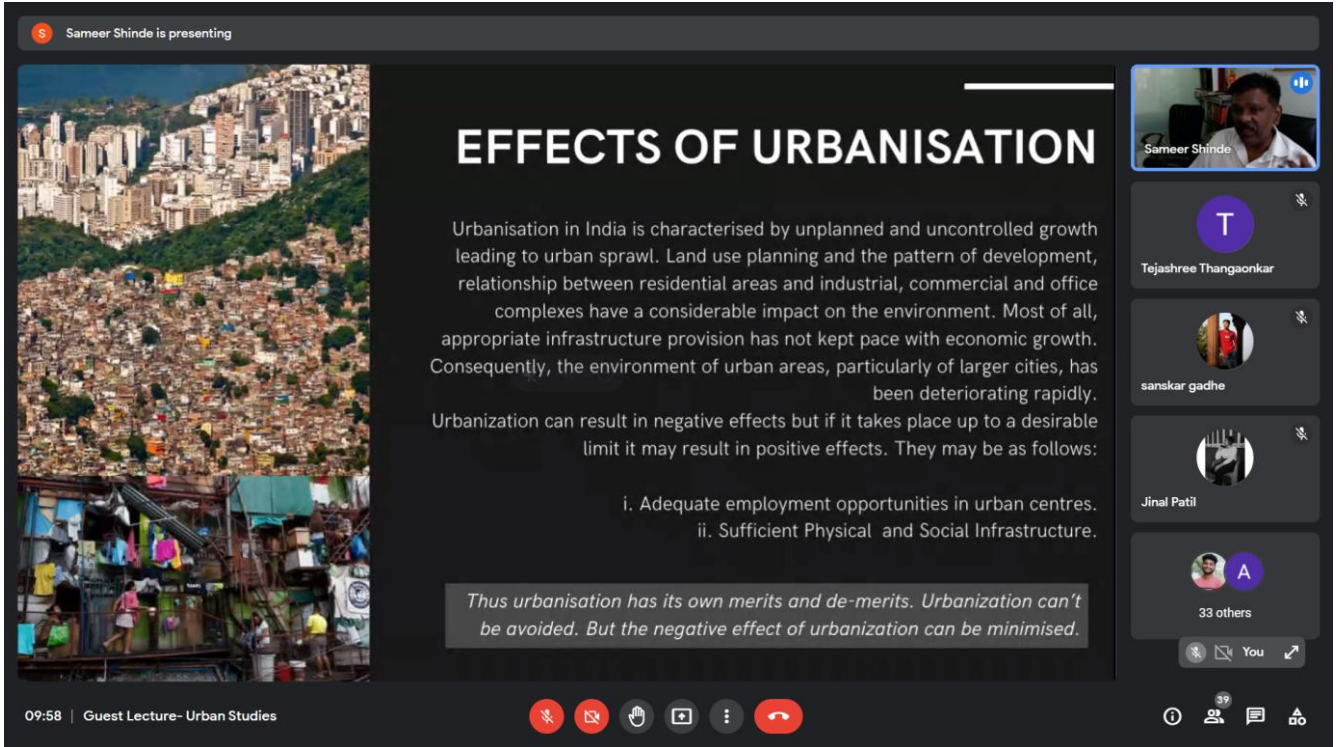 S
Sameer Shinde is presenting
EFFECTS OF URBANISATION
Urbanisation in India is characterised by unplanned and uncontrolled growth
leading to urban sprawl. Land use planning and the pattern of development,
relationship between residential areas and industrial, commercial and office
complexes have a considerable impact on the environment. Most of all,
appropriate infrastructure provision has not kept pace with economic growth.
Consequently, the environment of urban areas, particularly of larger cities, has
been deteriorating rapidly.
Urbanization can result in negative effects but if it takes place up to a desirable
limit it may result in positive effects. They may be as follows:
i. Adequate employment opportunities in urban centres.
ii. Sufficient Physical and Social Infrastructure.
Thus urbanisation has its own merits and de-merits. Urbanization can't
be avoided. But the negative effect of urbanization can be minimised.
Sameer Shinde
T
Tejashree Thangaonkar
sanskar gadhe
Jinal Patil
A
33 others
You
09:58 | Guest Lecture- Urban Studies
39